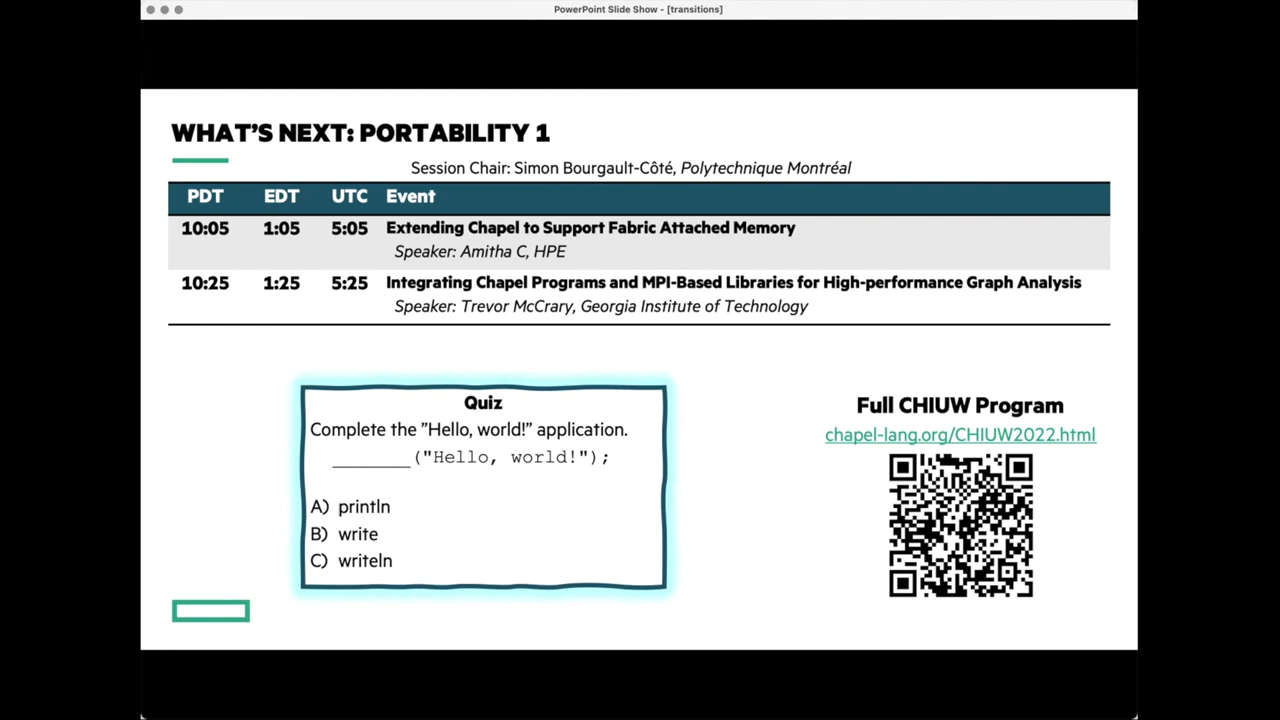 PowerPoint Slide Show - [transitions]
WHAT'S NEXT: PORTABILITY 1
Session Chair: Simon Bourgault-Côté, Polytechnique Montréal
PDT EDT UTC Event
10:05 1:05 5:05 Extending Chapel to Support Fabric Attached Memory
Speaker: Amitha C, HPE
10:25 1:25 5:25 Integrating Chapel Programs and MPI-Based Libraries for High-performance Graph Analysis
Speaker: Trevor McCrary, Georgia Institute of Technology
Quiz
Complete the ”Hello, world!” application.
________("Hello, world!");
A) println
B) write
C) writeln
Full CHIUW Program
chapel-lang.org/CHIUW2022.html